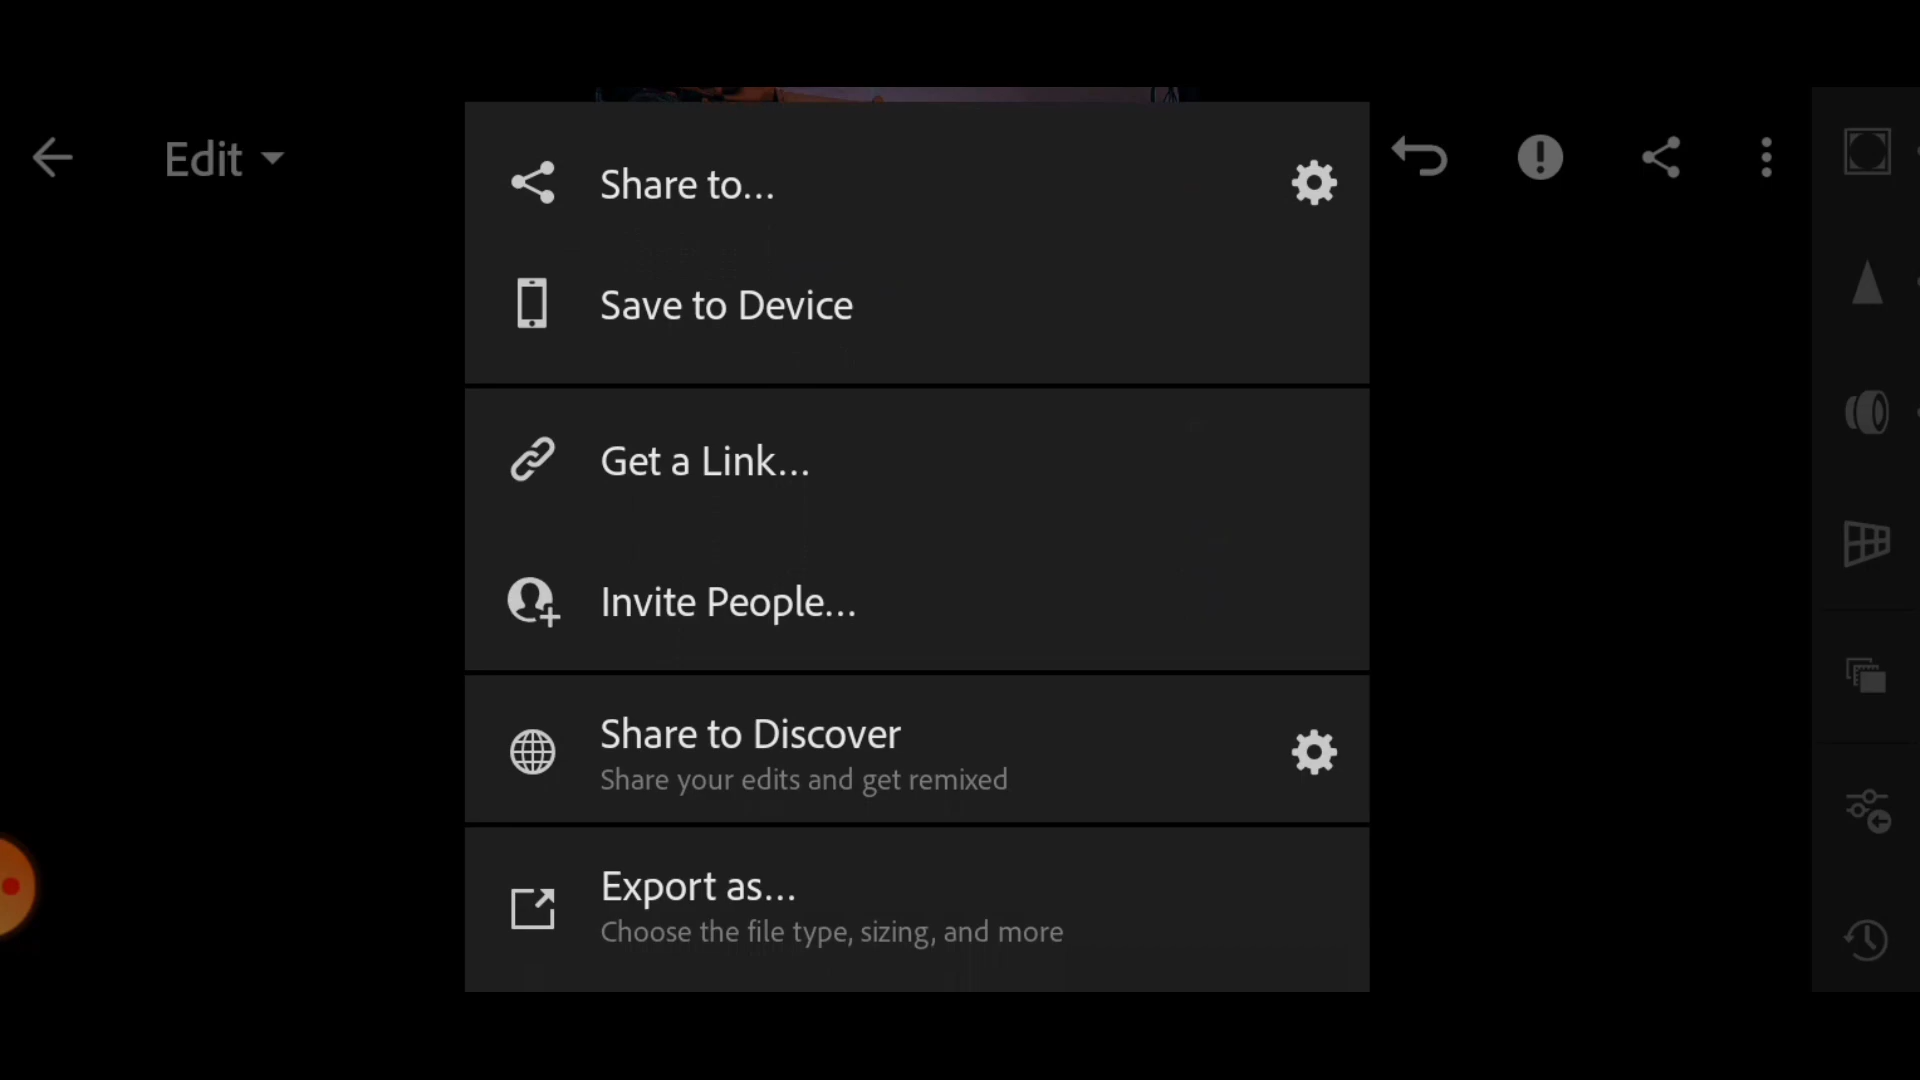 Edit
Share to...
Save to Device
Get a Link...
Invite People...
Share to Discover
Share your edits and get remixed
Export as...
Choose the file type, sizing, and more